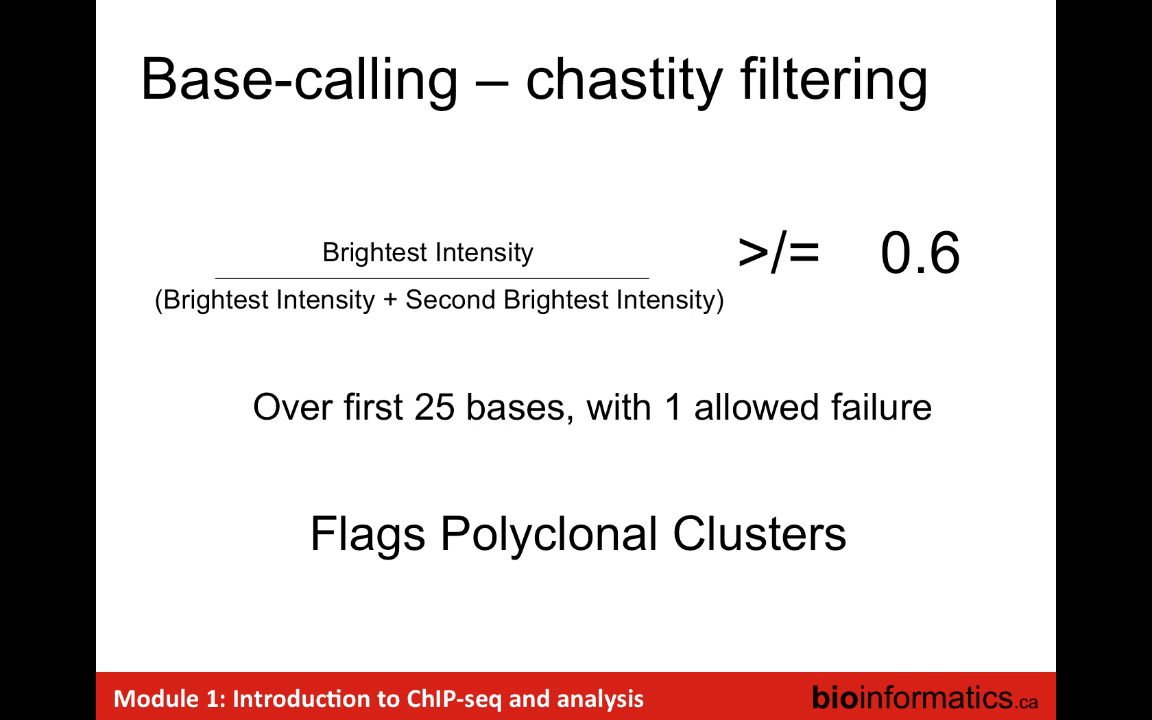 Base-calling – chastity filtering
Brightest Intensity
(Brightest Intensity + Second Brightest Intensity)
>/= 0.6
Over first 25 bases, with 1 allowed failure
Flags Polyclonal Clusters
Module 1: Introduction to ChIP-seq and analysis
bioinformatics.ca